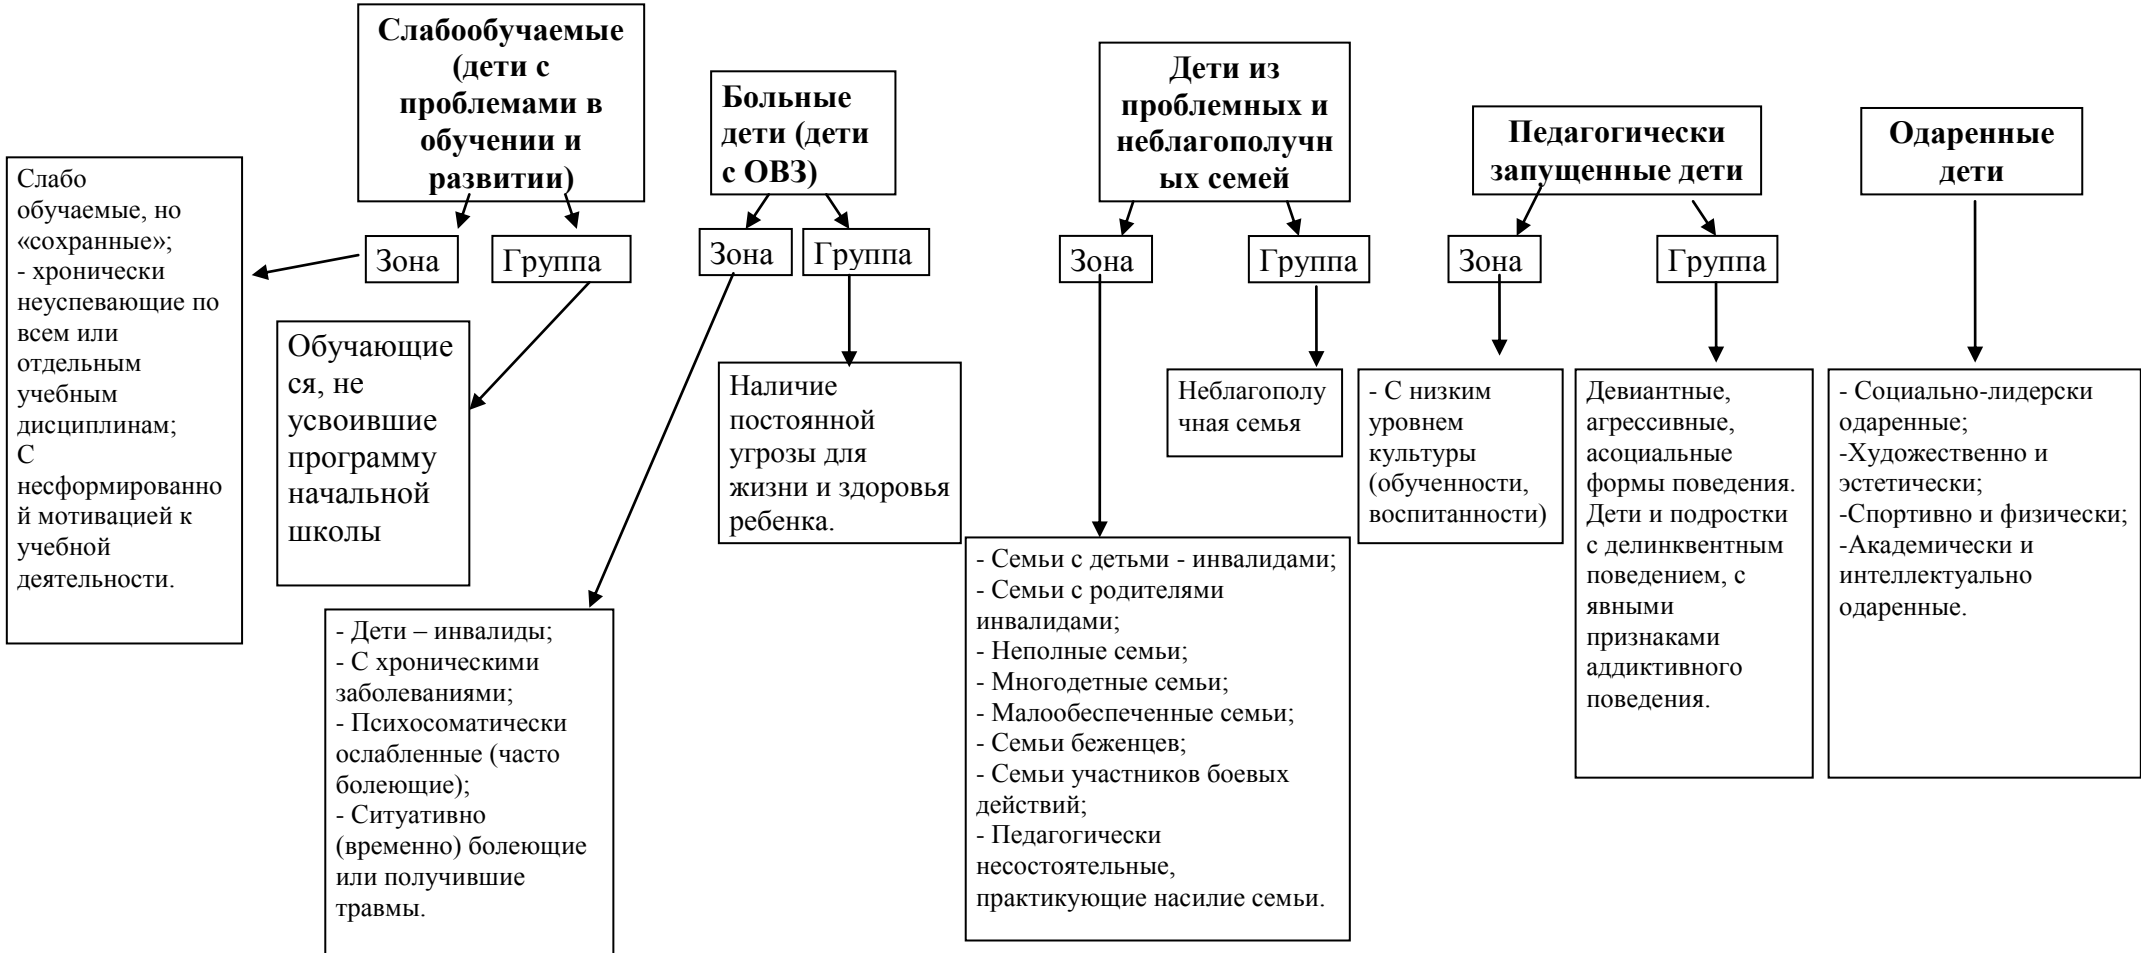 Слабообучаемые
(дети с
проблемами в
обучении и
развитии)
Больные
дети (дети
с ОВЗ)
Дети из
проблемных и
неблагополучн
ых семей
Педагогически
запущенные дети
Одаренные
дети
Зона
Группа
Зона
Группа
Зона
Группа
Зона
Группа
Слабо
обучаемые, но
«сохранные»;
- хронически
неуспевающие по
всем или
отдельным
учебным
дисциплинам;
С
несформированно
й мотивацией к
учебной
деятельности.
Обучающие
ся, не
усвоившие
программу
начальной
школы
- Дети – инвалиды;
- С хроническими
заболеваниями;
- Психосоматически
ослабленные (часто
болеющие);
- Ситуативно
(временно) болеющие
или получившие
травмы.
Наличие
постоянной
угрозы для
жизни и здоровья
ребенка.
- Семьи с детьми - инвалидами;
- Семьи с родителями
инвалидами;
- Неполные семьи;
- Многодетные семьи;
- Малообеспеченные семьи;
- Семьи беженцев;
- Семьи участников боевых
действий;
- Педагогически
несостоятельные,
практикующие насилие семьи.
Неблагополу
чная семья
- С низким
уровнем
культуры
(обученности,
воспитанности)
Девиантные,
агрессивные,
асоциальные
формы поведения.
Дети и подростки
с делинквентным
поведением, с
явными
признаками
аддиктивного
поведения.
- Социально-лидерски
одаренные;
-Художественно и
эстетически;
-Спортивно и физически;
-Академически и
интеллектуально
одаренные.